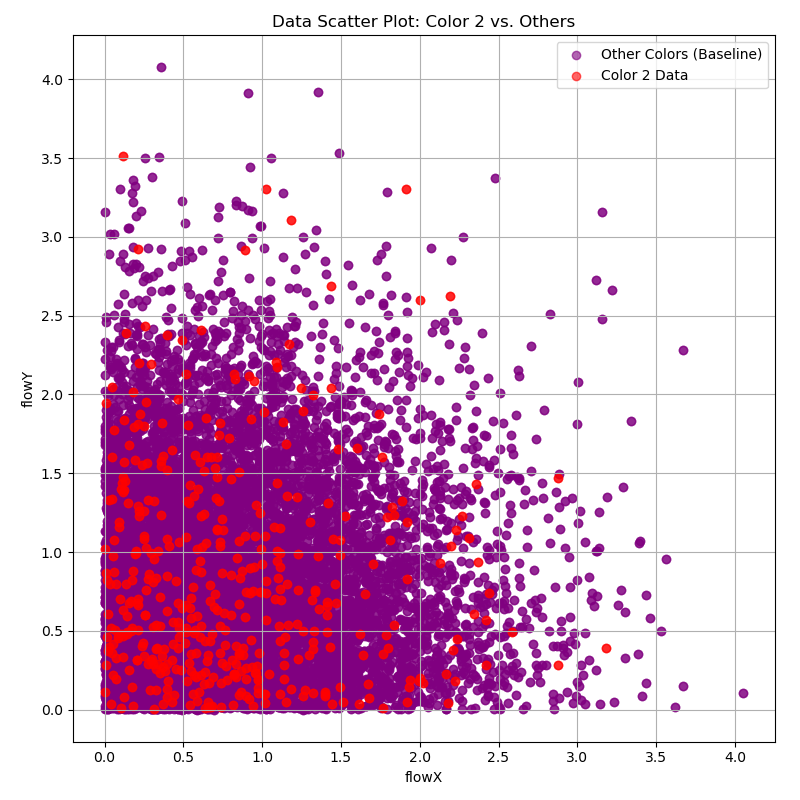 Data Scatter Plot: Color 2 vs. Others
Other Colors (Baseline)
Color 2 Data
flowY
4.0
3.5
3.0
2.5
2.0
1.5
1.0
0.5
0.0
0.0 0.5 1.0 1.5 2.0 2.5 3.0 3.5 4.0
flowX